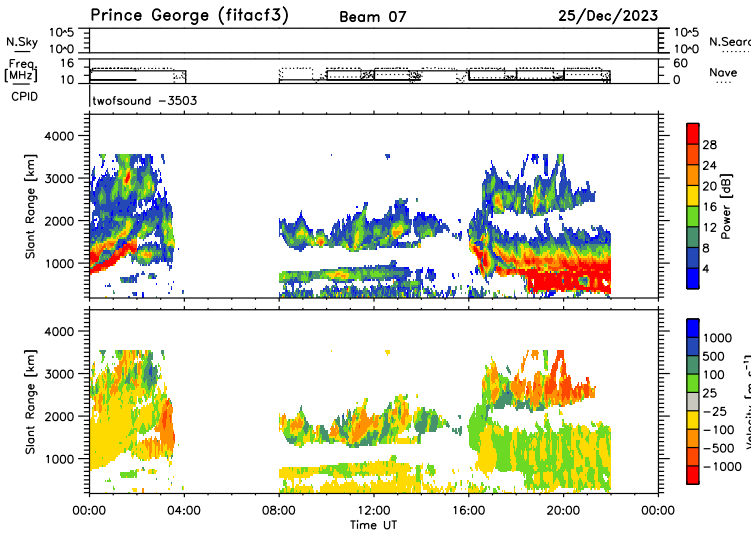 Prince George (fitacf3) Beam 07 25/Dec/2023
N.Sky 10^5 10^0 10^5 10^0 N.Sear
Freq. [MHz] 16 10 60 0 Nave
CPID twofsound -3503
Slant Range [km] 4000 3000 2000 1000
28 24 20 16 12 8 4 Power [dB]
Slant Range [km] 4000 3000 2000 1000
1000 500 100 25 -25 -100 -500 -1000 Velocity [m s^-1]
00:00 04:00 08:00 12:00 16:00 20:00 00:00
Time UT